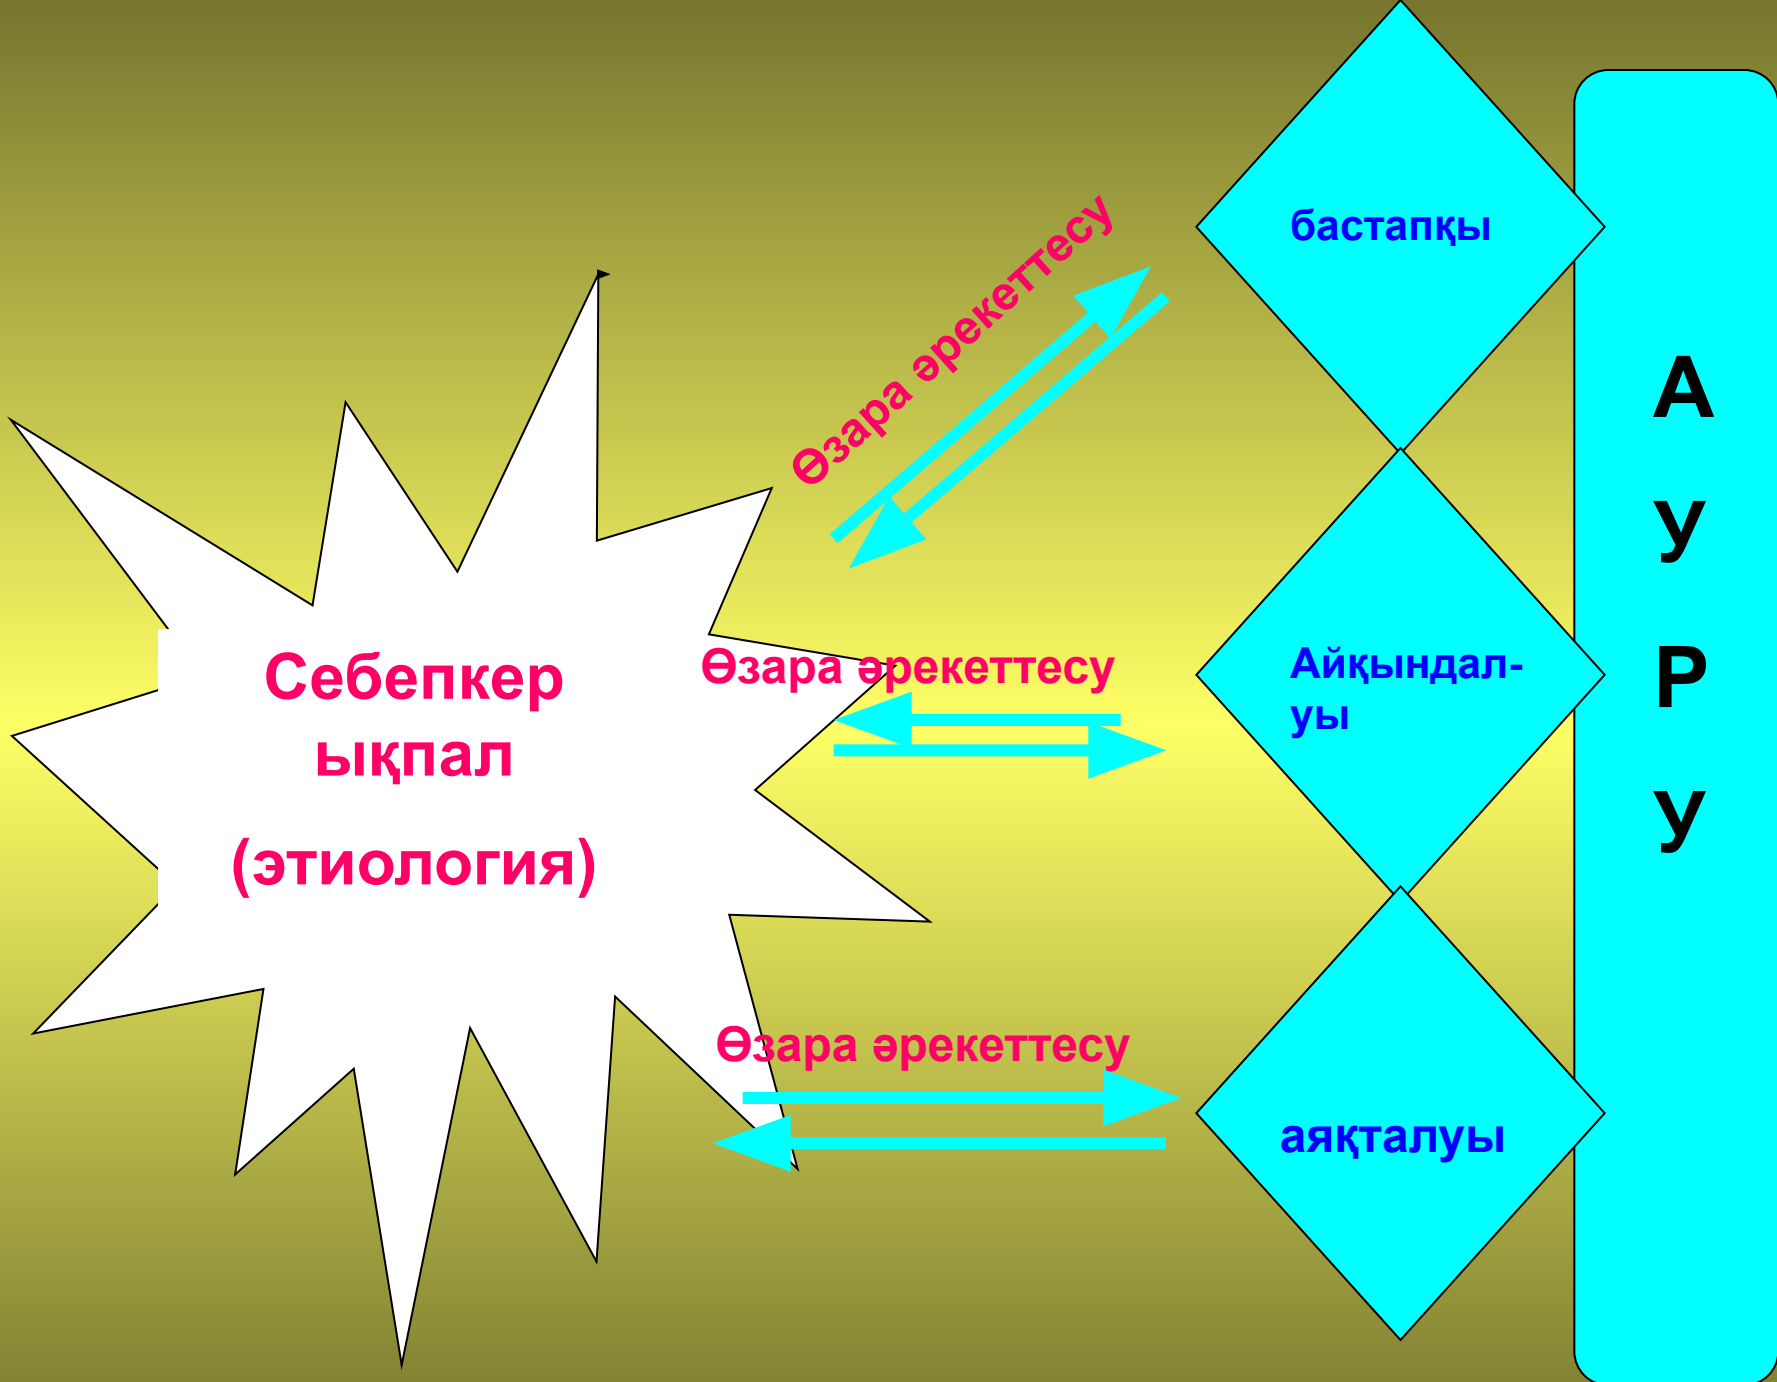 бастапқы
Өзара әрекеттесу
Себепкер
ықпал
(этиология)
Өзара әрекеттесу
Айқындал-
уы
Өзара әрекеттесу
аяқталуы
А
У
Р
У